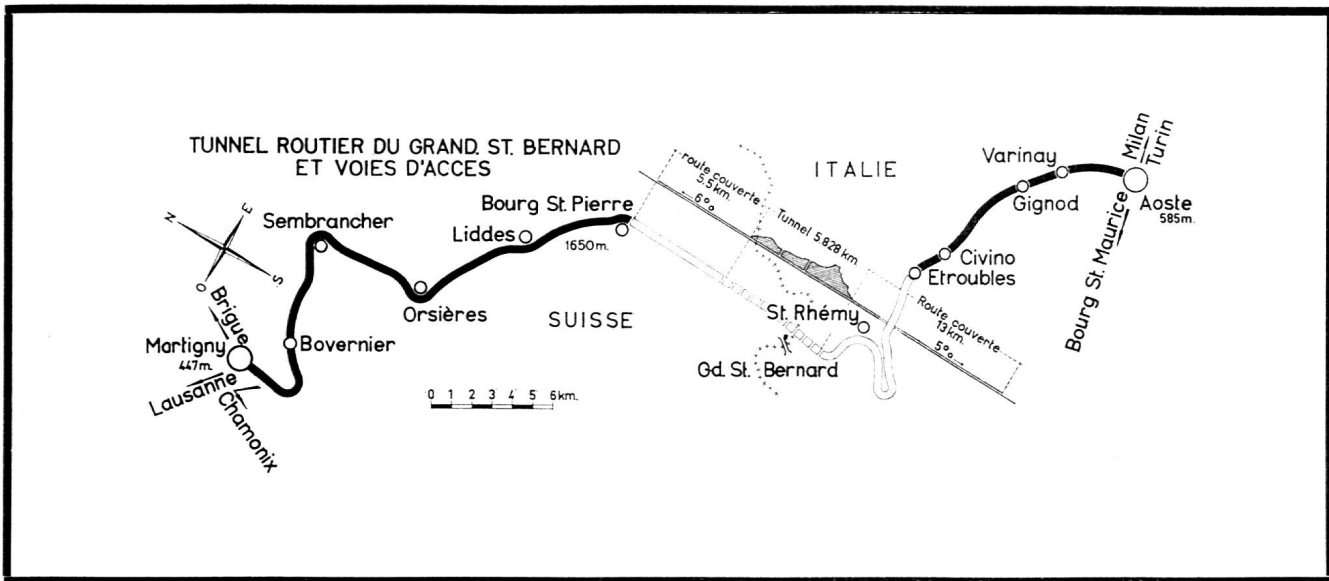 TUNNEL ROUTIER DU GRAND. ST. BERNARD
ET VOIES D'ACCES
N
E
S
O
Brigue
Martigny
447m.
Lausanne
Chamonix
Bovernier
Sembrancher
Orsières
Liddes
Bourg St. Pierre
1650 m.
SUISSE
0 1 2 3 4 5 6 km.
route couverte
5.5 km.
6%
Tunnel 5.828 km.
ITALIE
St. Rhémy
Gd. St. Bernard
Route couverte
13 km.
5%
Etroubles
Civino
Gignod
Varinay
Milan
Turin
Aoste
585 m.
Bourg St. Maurice